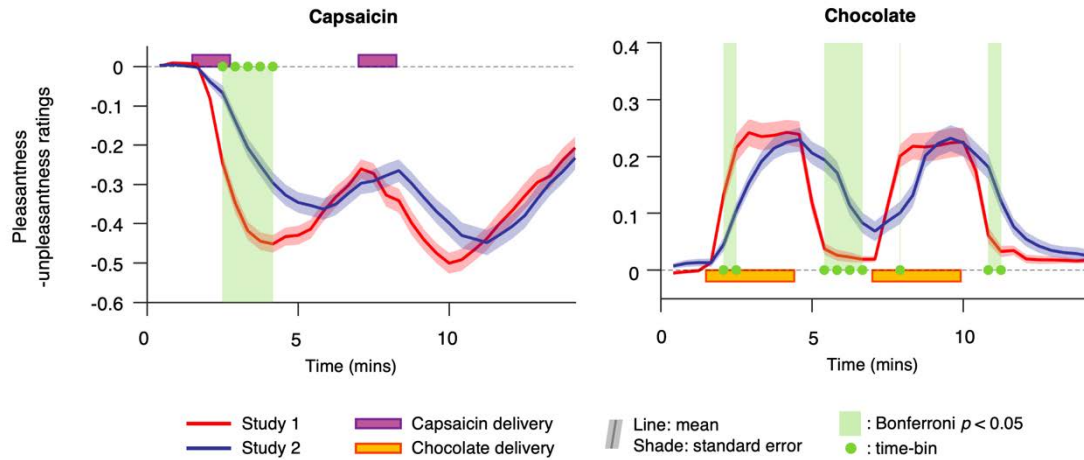 Capsaicin
Chocolate
Pleasantness
-unpleasantness ratings
0
-0.1
-0.2
-0.3
-0.4
-0.5
-0.6
0
5
10
Time (mins)
0.4
0.3
0.2
0.1
0
0
5
10
Time (mins)
Study 1
Study 2
Capsaicin delivery
Chocolate delivery
Line: mean
Shade: standard error
: Bonferroni p < 0.05
: time-bin